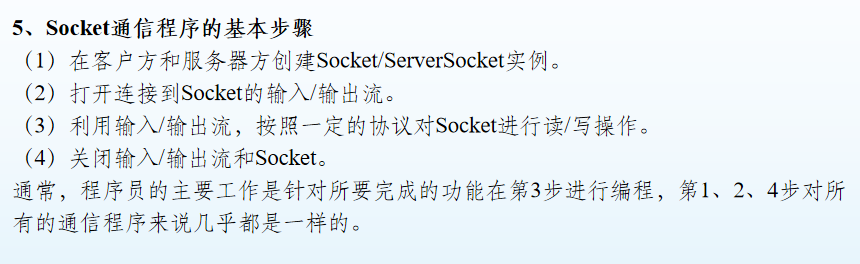 5、Socket通信程序的基本步骤
（1）在客户方和服务器方创建Socket/ServerSocket实例。
（2）打开连接到Socket的输入/输出流。
（3）利用输入/输出流，按照一定的协议对Socket进行读/写操作。
（4）关闭输入/输出流和Socket。
通常，程序员的主要工作是针对所要完成的功能在第3步进行编程，第1、2、4步对所
有的通信程序来说几乎都是一样的。